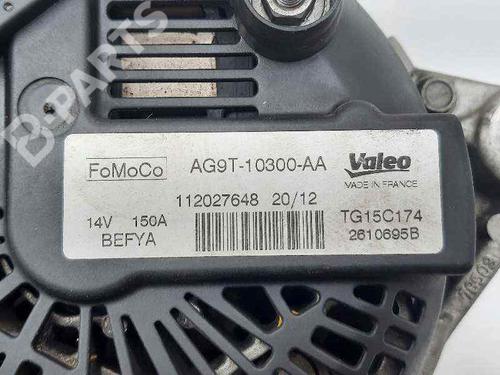 B-PARTS
FoMoCo AG9T-10300-AA Valeo
MADE IN FRANCE
112027648 20/12
14V 150A TG15C174
BEFYA 2610695B